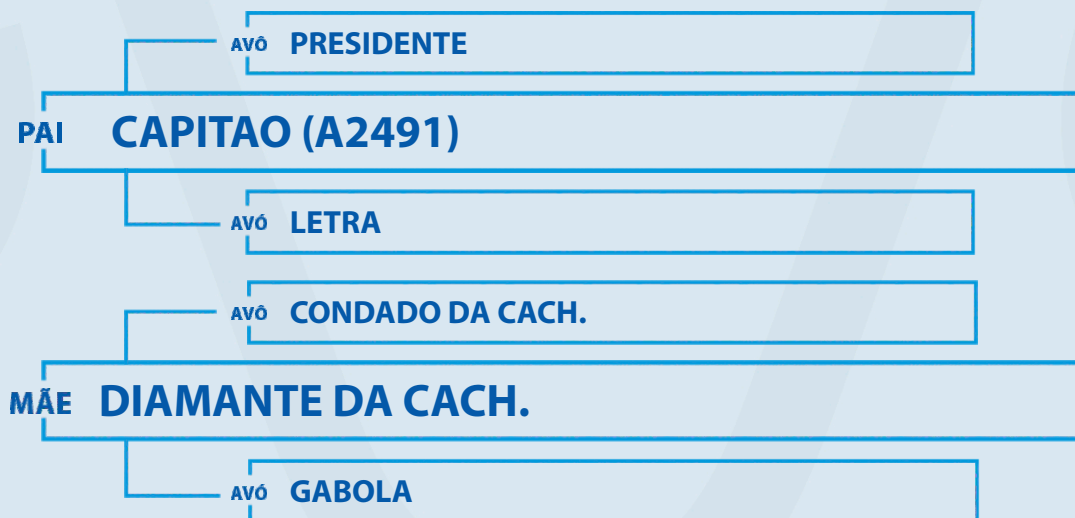 AVÔ PRESIDENTE
PAI CAPITAO (A2491)
AVÓ LETRA
AVÔ CONDADO DA CACH.
MÃE DIAMANTE DA CACH.
AVÓ GABOLA